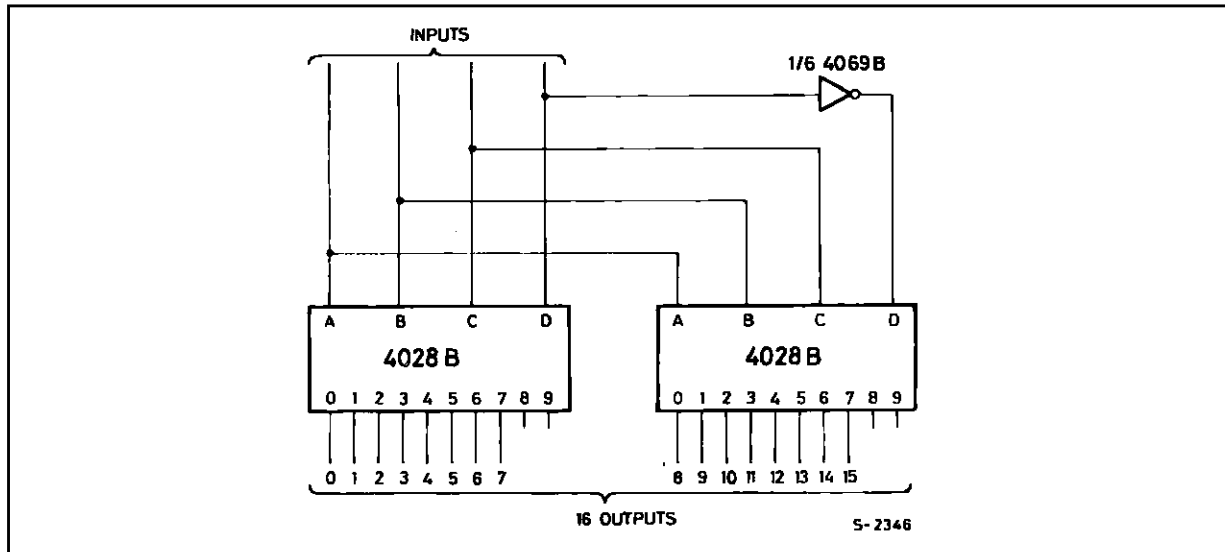 INPUTS
1/6 4069B
A B C D
4028 B
0 1 2 3 4 5 6 7 8 9
0 1 2 3 4 5 6 7
A B C D
4028 B
0 1 2 3 4 5 6 7 8 9
8 9 10 11 12 13 14 15
16 OUTPUTS
S-2346